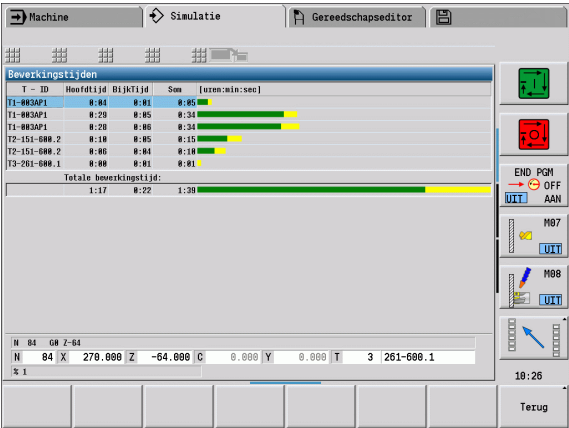 Machine Simulatie Gereedschapseditor
Bewerkingstijden
T - ID Hoofdtijd BijkTijd Som [uren:min:sec]
T1-003AP1 0:04 0:01 0:05
T1-003AP1 0:29 0:05 0:34
T1-003AP1 0:28 0:06 0:34
T2-151-600.2 0:10 0:05 0:15
T2-151-600.2 0:06 0:04 0:10
T3-261-600.1 0:00 0:01 0:01
Totale bewerkingstijd:
1:17 0:22 1:39
END PGM
OFF
UIT AAN
M07
UIT
M08
UIT
N 84 G0 Z-64
N 84 X 270.000 Z -64.000 C 0.000 Y 0.000 T 3 261-600.1
% 1
10:26
Terug